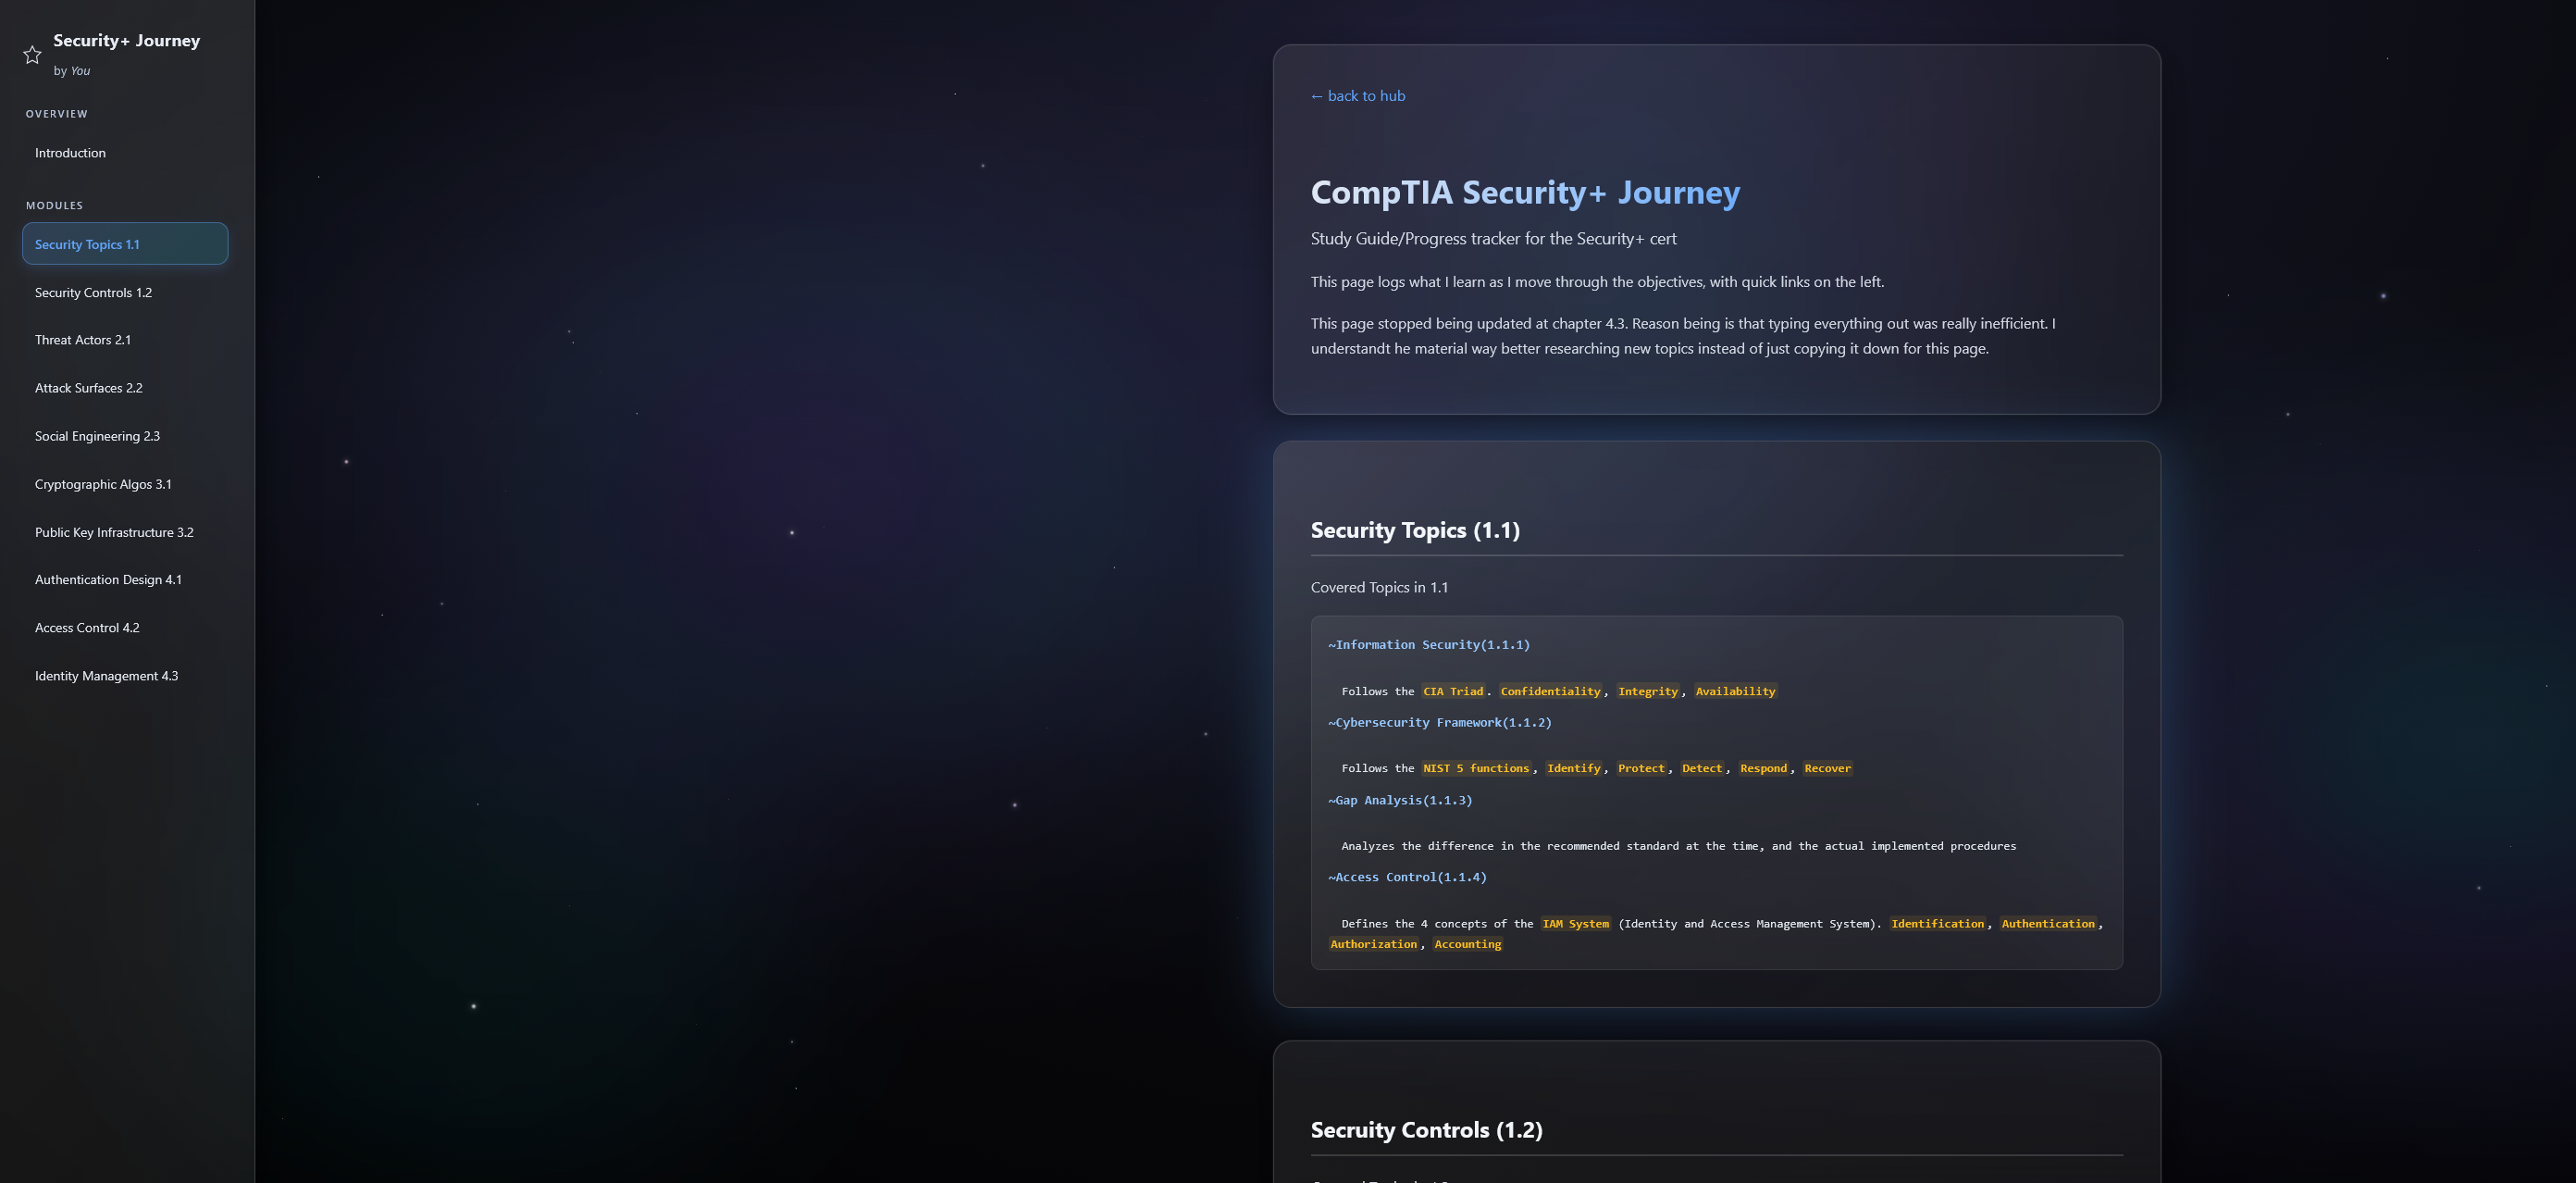 Security+ Journey
by You
OVERVIEW
Introduction
MODULES
Security Topics 1.1
Security Controls 1.2
Threat Actors 2.1
Attack Surfaces 2.2
Social Engineering 2.3
Cryptographic Algos 3.1
Public Key Infrastructure 3.2
Authentication Design 4.1
Access Control 4.2
Identity Management 4.3
← back to hub
CompTIA Security+ Journey
Study Guide/Progress tracker for the Security+ cert
This page logs what I learn as I move through the objectives, with quick links on the left.
This page stopped being updated at chapter 4.3. Reason being is that typing everything out was really inefficient. I
understandt he material way better researching new topics instead of just copying it down for this page.
Security Topics (1.1)
Covered Topics in 1.1
~Information Security(1.1.1)
Follows the CIA Triad. Confidentiality, Integrity, Availability
~Cybersecurity Framework(1.1.2)
Follows the NIST 5 functions, Identify, Protect, Detect, Respond, Recover
~Gap Analysis(1.1.3)
Analyzes the difference in the recommended standard at the time, and the actual implemented procedures
~Access Control(1.1.4)
Defines the 4 concepts of the IAM System (Identity and Access Management System). Identification, Authentication,
Authorization, Accounting
Secruity Controls (1.2)